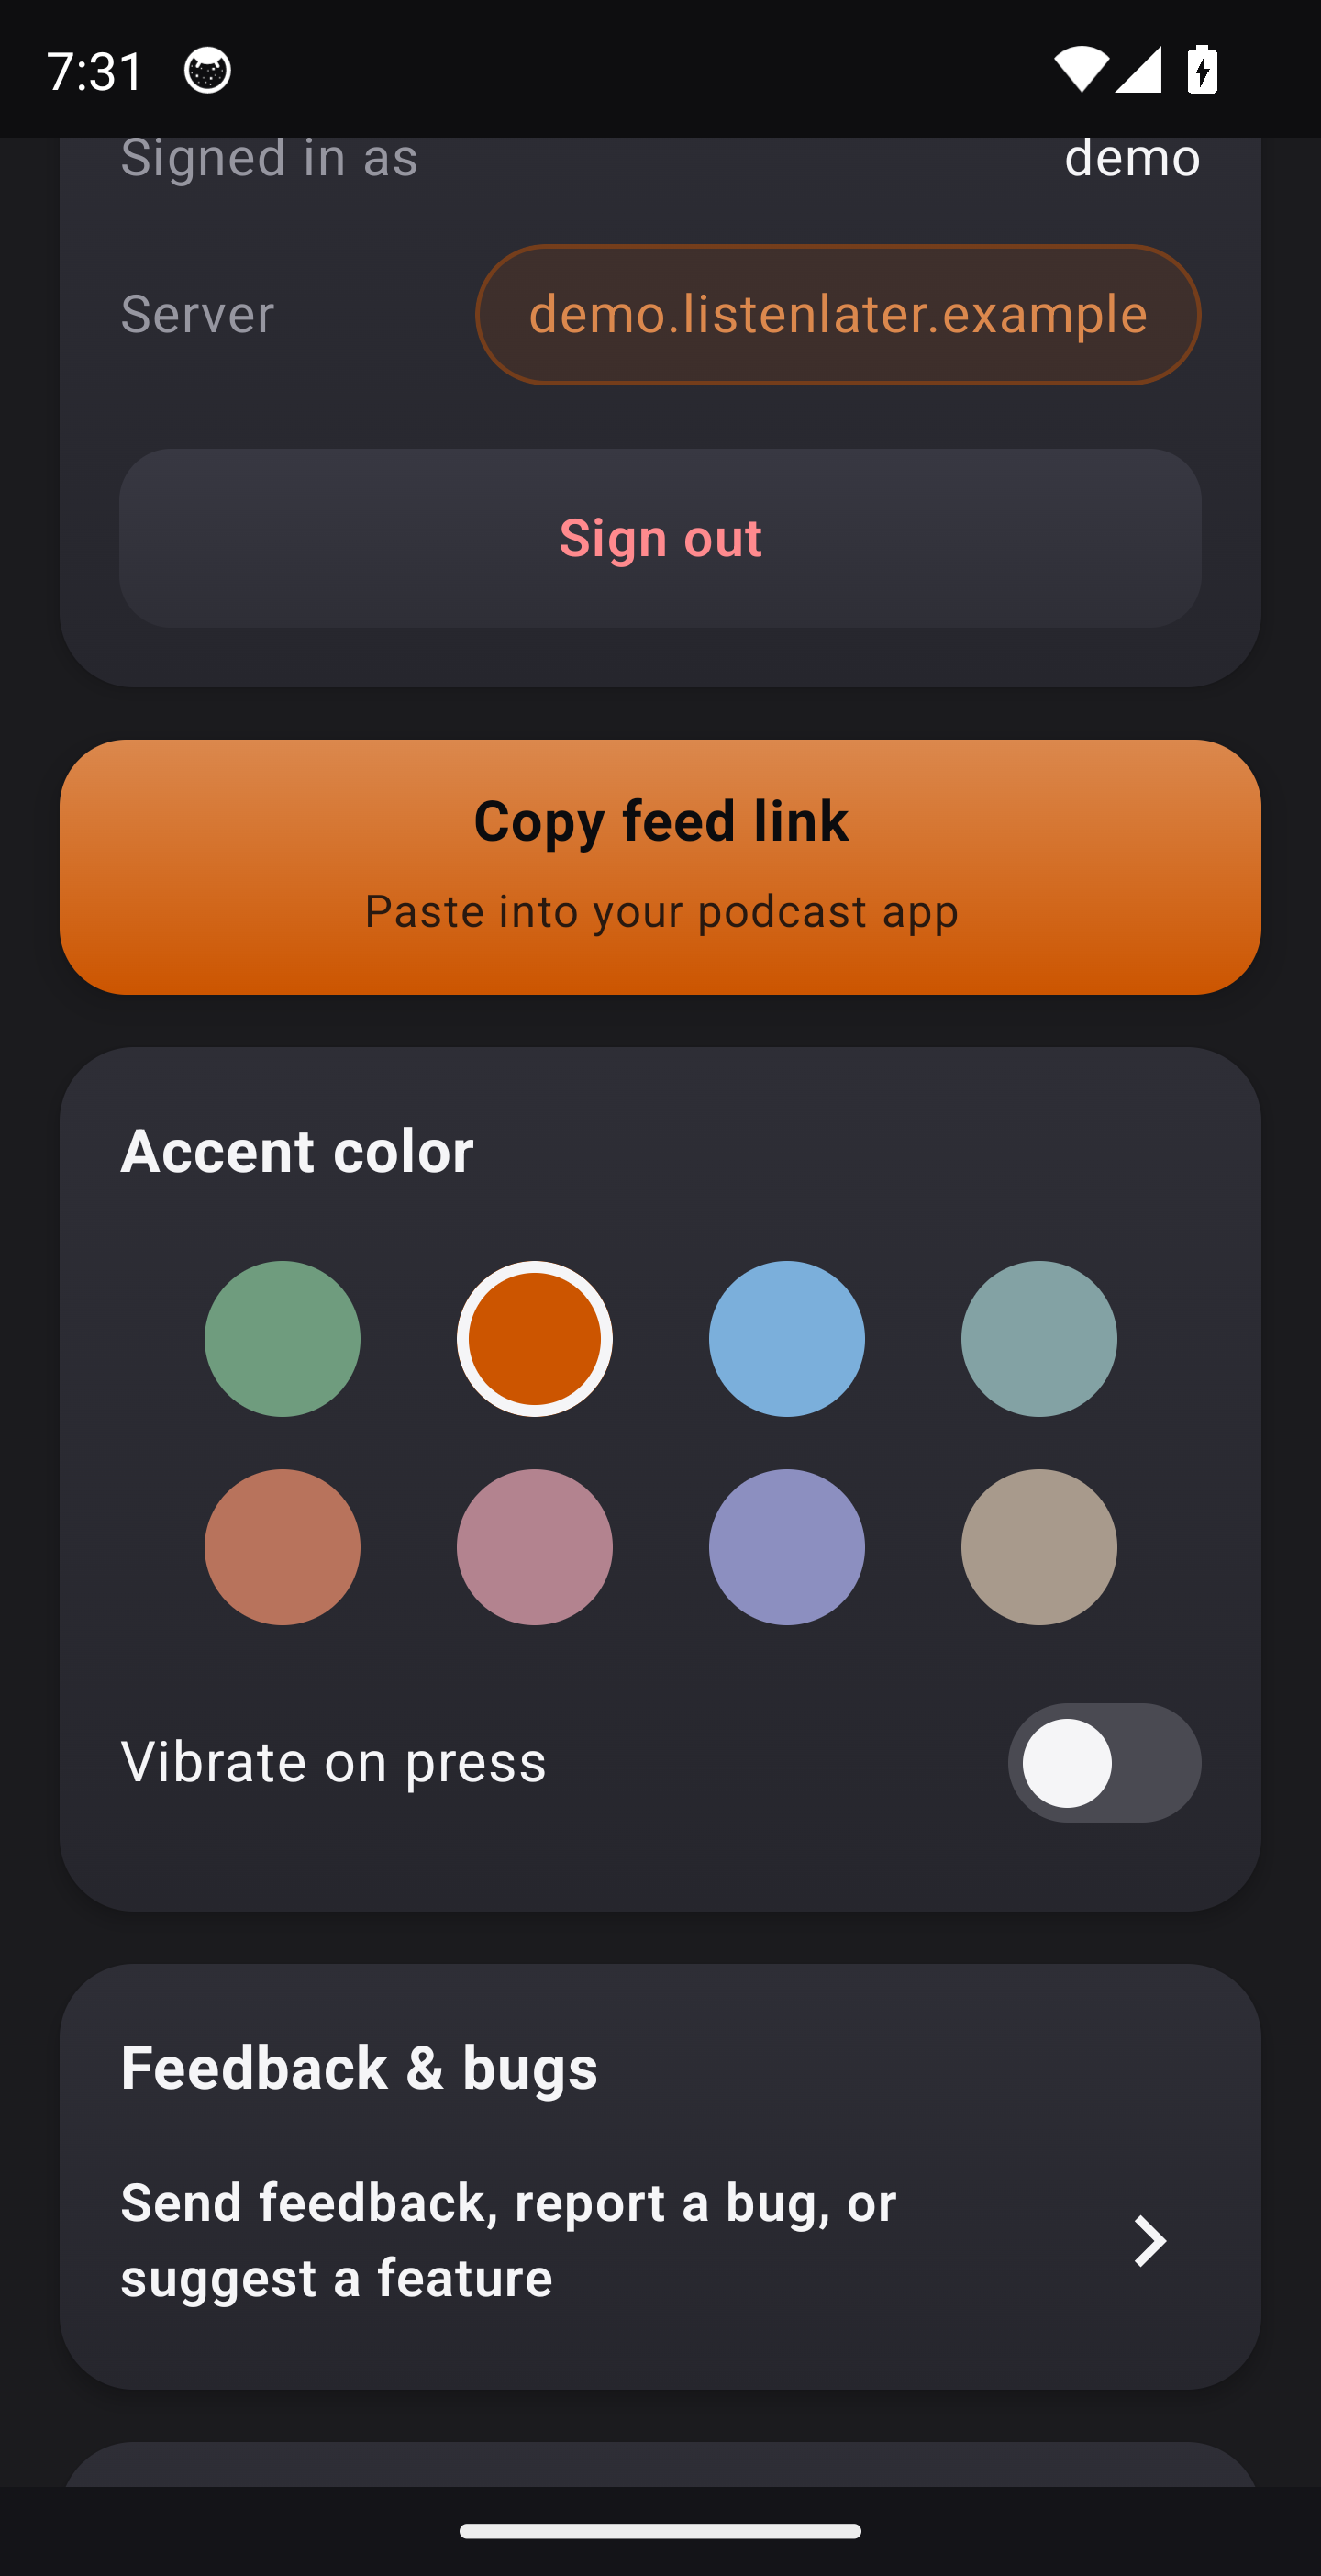 7:31
Signed in as demo
Server demo.listenlater.example
Sign out
Copy feed link
Paste into your podcast app
Accent color
Vibrate on press
Feedback & bugs
Send feedback, report a bug, or
suggest a feature